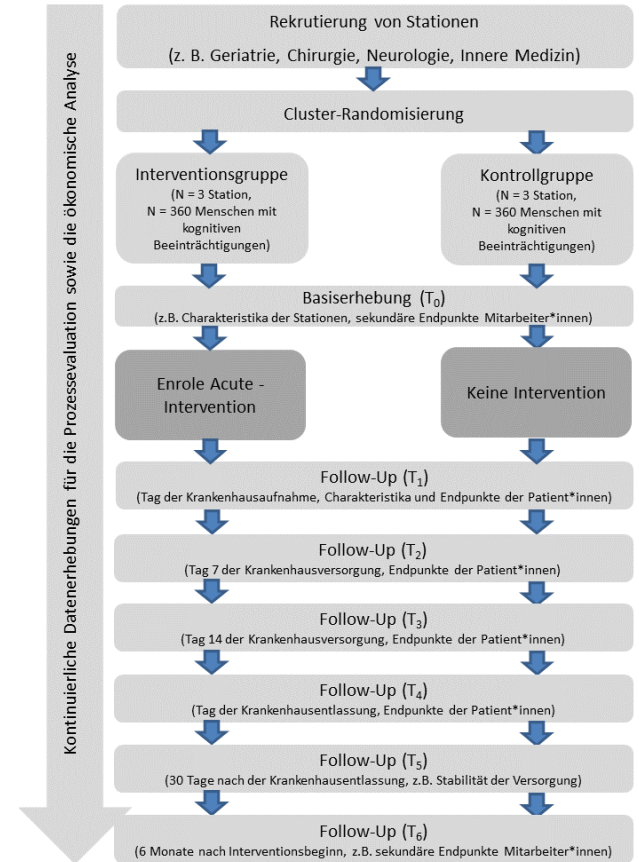 Kontinuierliche Datenerhebungen für die Prozessevaluation sowie die ökonomische Analyse
Rekrutierung von Stationen
(z. B. Geriatrie, Chirurgie, Neurologie, Innere Medizin)
Cluster-Randomisierung
Interventionsgruppe
(N = 3 Station,
N = 360 Menschen mit
kognitiven
Beeinträchtigungen)
Kontrollgruppe
(N = 3 Station,
N = 360 Menschen mit
kognitiven
Beeinträchtigungen)
Basiserhebung (T0)
(z.B. Charakteristika der Stationen, sekundäre Endpunkte Mitarbeiter*innen)
Enrole Acute -
Intervention
Keine Intervention
Follow-Up (T1)
(Tag der Krankenhausaufnahme, Charakteristika und Endpunkte der Patient*innen)
Follow-Up (T2)
(Tag 7 der Krankenhausversorgung, Endpunkte der Patient*innen)
Follow-Up (T3)
(Tag 14 der Krankenhausversorgung, Endpunkte der Patient*innen)
Follow-Up (T4)
(Tag der Krankenhausentlassung, Endpunkte der Patient*innen)
Follow-Up (T5)
(30 Tage nach der Krankenhausentlassung, z.B. Stabilität der Versorgung)
Follow-Up (T6)
(6 Monate nach Interventionsbeginn, z.B. sekundäre Endpunkte Mitarbeiter*innen)